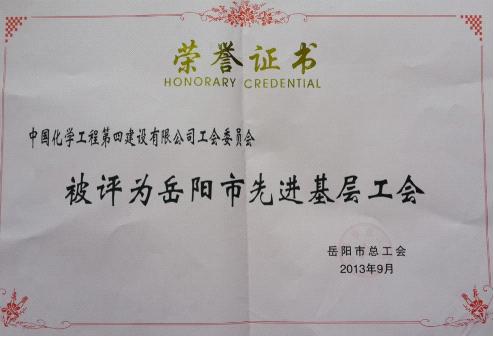 荣誉证书
HONORARY CREDENTIAL
中国化学工程第四建设有限公司工会委员会
被评为岳阳市先进基层工会
岳阳市总工会
2013年9月